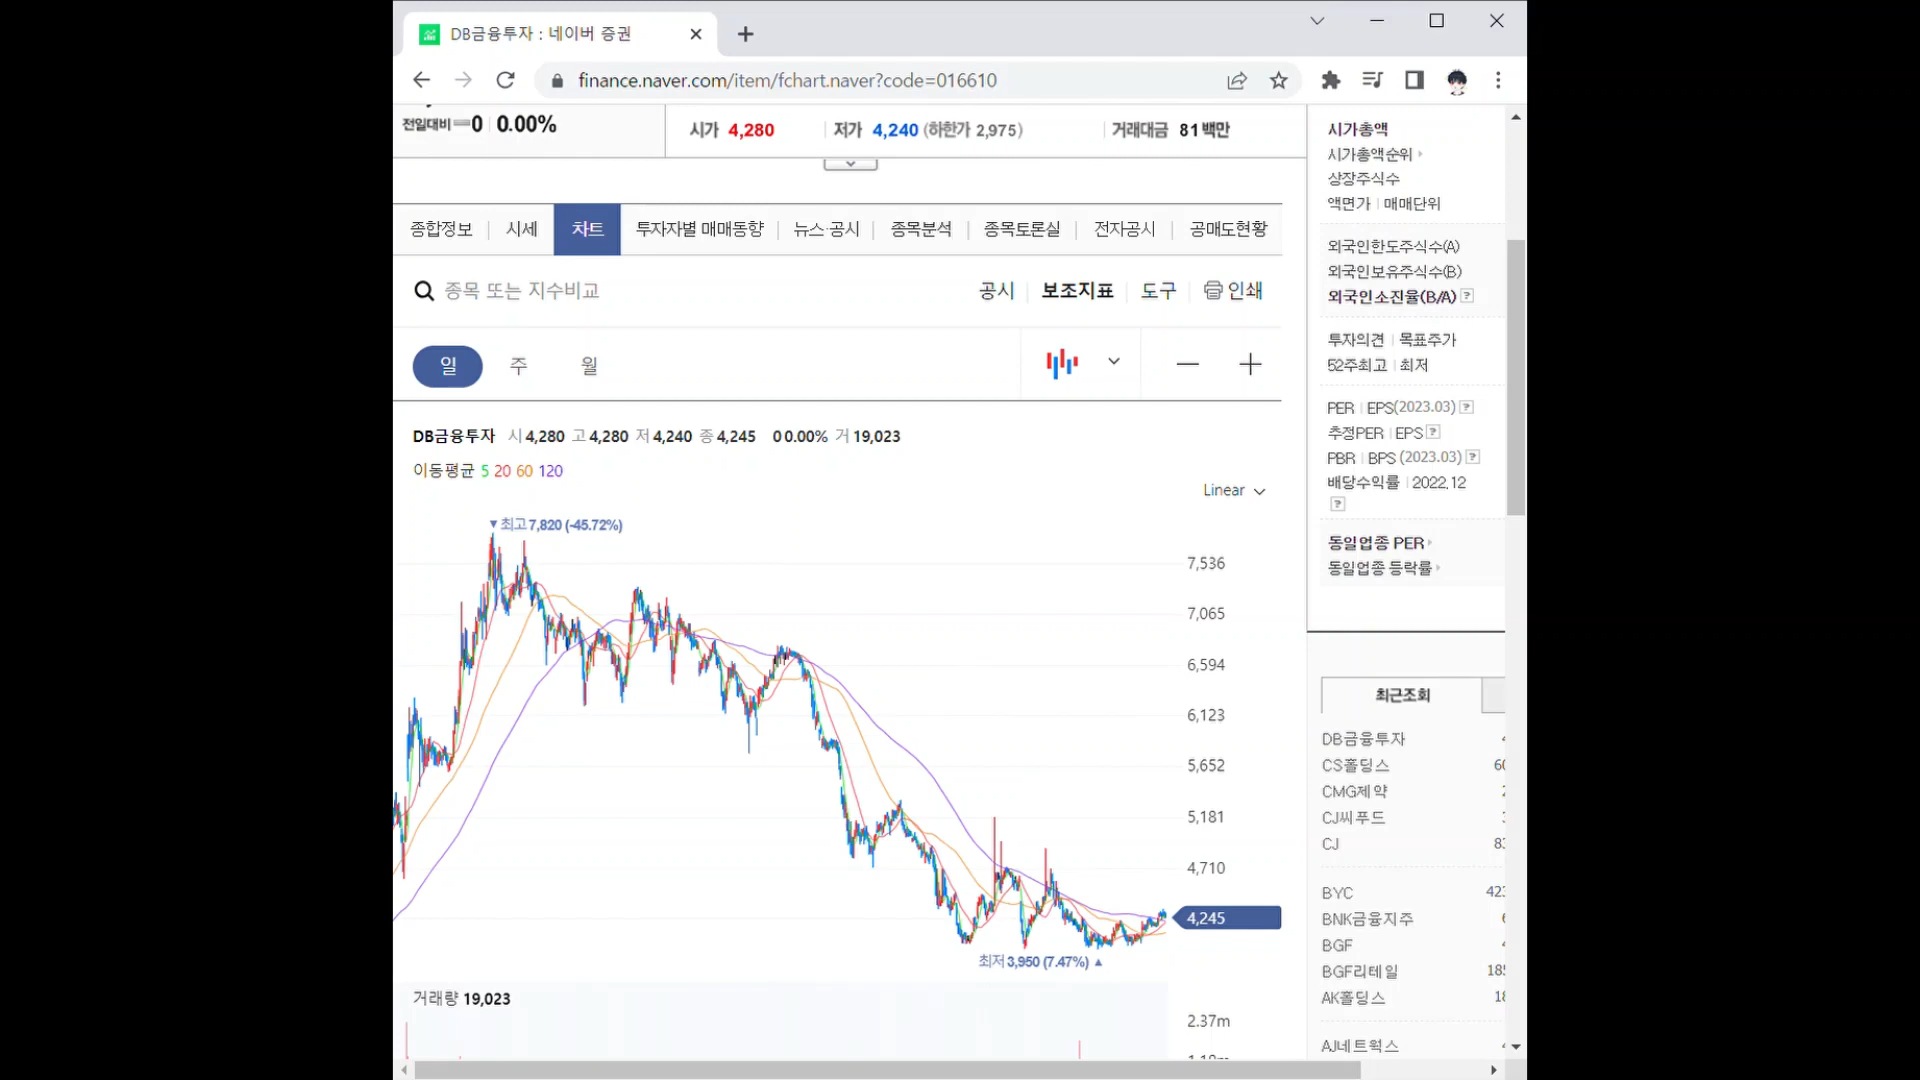 DB금융투자 : 네이버 증권
finance.naver.com/item/fchart.naver?code=016610
전일대비 0 0.00%
시가 4,280 저가 4,240 (하한가 2,975) 거래대금 81 백만
종합정보 시세 차트 투자자별 매매동향 뉴스·공시 종목분석 종목토론실 전자공시 공매도현황
종목 또는 지수비교 공시 보조지표 도구 인쇄
일 주 월
DB금융투자 시 4,280 고 4,280 저 4,240 종 4,245 0 0.00% 거 19,023
이동평균 5 20 60 120
Linear
▼최고 7,820 (-45.72%)
7,536
7,065
6,594
6,123
5,652
5,181
4,710
4,245
최저 3,950 (7.47%) ▲
거래량 19,023
2.37m
시가총액
시가총액순위
상장주식수
액면가 매매단위
외국인한도주식수(A)
외국인보유주식수(B)
외국인소진율(B/A) ?
투자의견 목표주가
52주최고 최저
PER EPS(2023.03) ?
추정PER EPS ?
PBR BPS (2023.03) ?
배당수익률 2022.12
?
동일업종 PER
동일업종 등락률
최근조회
DB금융투자
CS홀딩스
CMG제약
CJ씨푸드
CJ
BYC
BNK금융지주
BGF
BGF리테일
AK홀딩스
AJ네트웍스